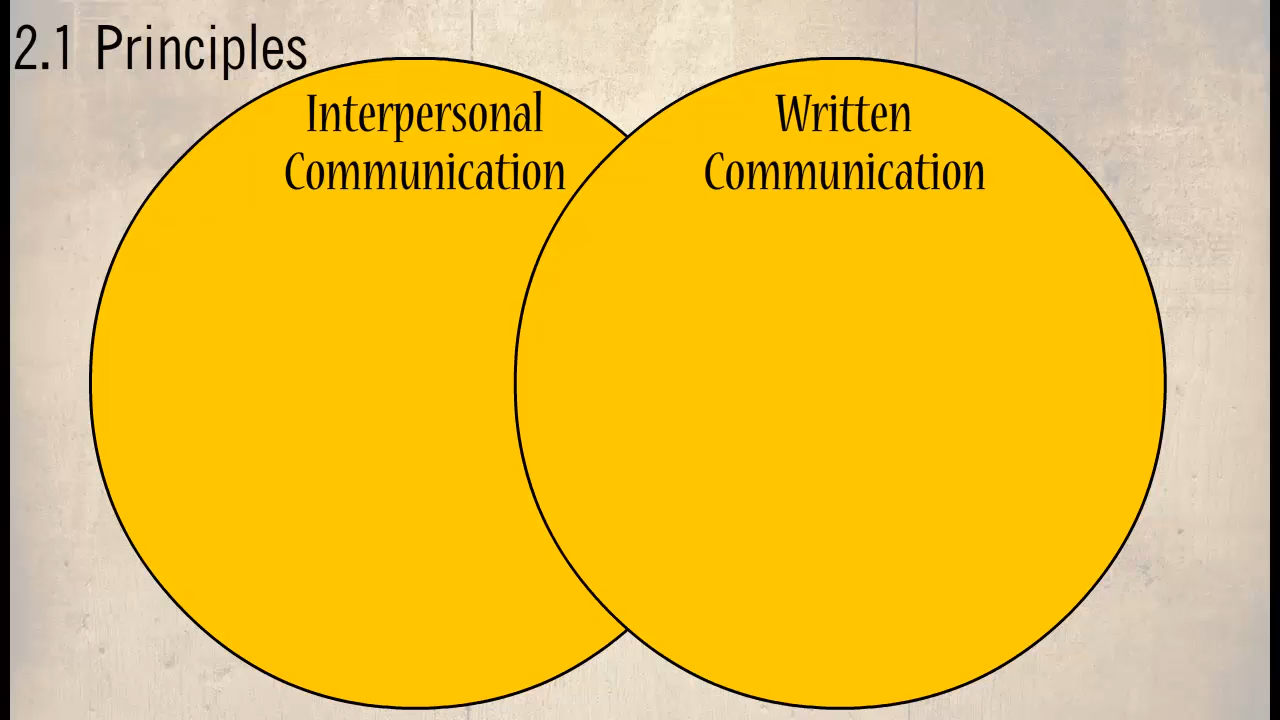 2.1 Principles
Interpersonal
Communication
Written
Communication